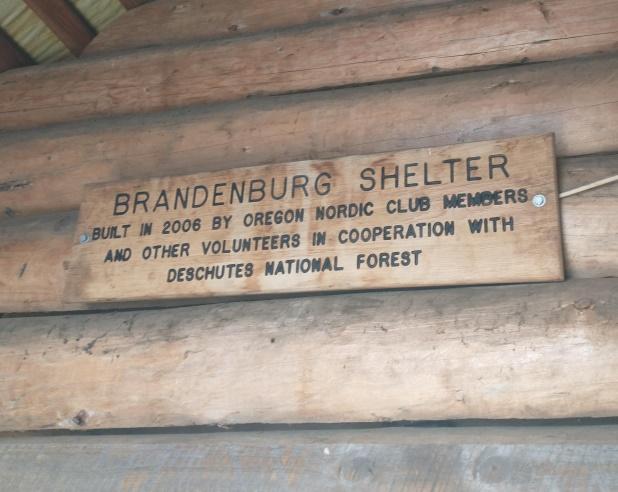 BRANDENBURG SHELTER
BUILT IN 2006 BY OREGON NORDIC CLUB MEMBERS
AND OTHER VOLUNTEERS IN COOPERATION WITH
DESCHUTES NATIONAL FOREST